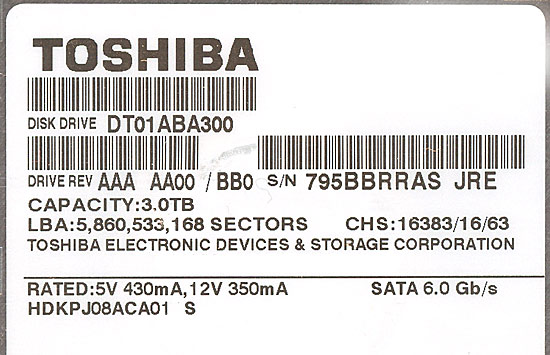 TOSHIBA
DISK DRIVE DT01ABA300
DRIVE REV AAA AA00 / BB0 S/N 795BBRRAS JRE
CAPACITY:3.0TB
LBA:5,860,533,168 SECTORS CHS:16383/16/63
TOSHIBA ELECTRONIC DEVICES & STORAGE CORPORATION
RATED:5V 430mA,12V 350mA SATA 6.0 Gb/s
HDKPJ08ACA01 S